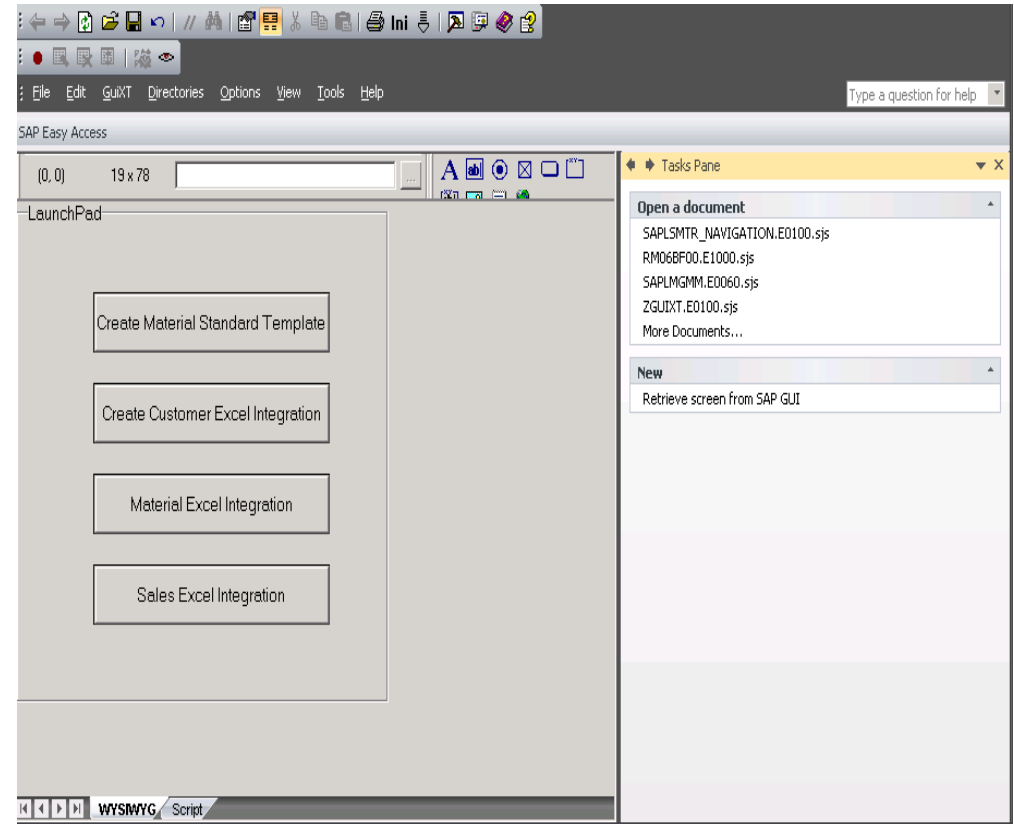 Ini
File Edit GuiXT Directories Options View Tools Help
Type a question for help
SAP Easy Access
(0, 0) 19 x 78 ...
A ab
Tasks Pane
LaunchPad
Open a document
SAPLSMTR_NAVIGATION.E0100.sjs
RM06BF00.E1000.sjs
SAPLMGMM.E0060.sjs
ZGUIXT.E0100.sjs
More Documents...
New
Retrieve screen from SAP GUI
Create Material Standard Template
Create Customer Excel Integration
Material Excel Integration
Sales Excel Integration
WYSIWYG Script